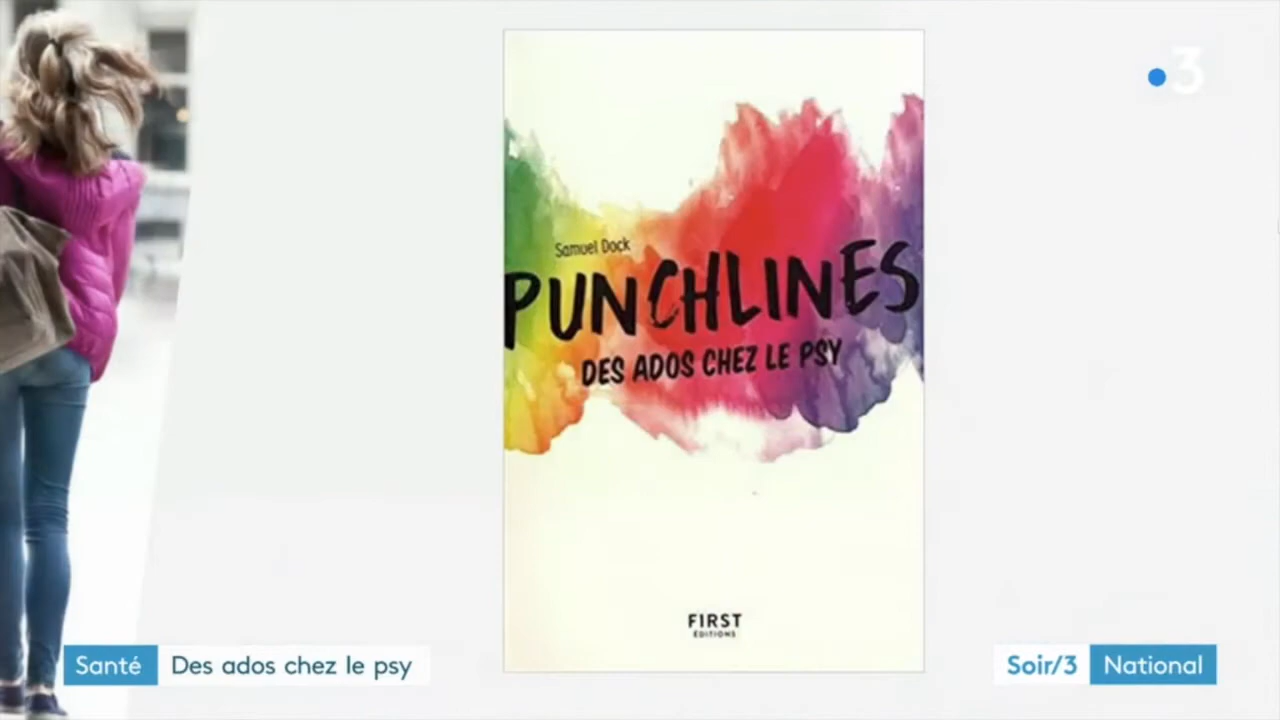 3
Samuel Dock
PUNCHLINES
DES ADOS CHEZ LE PSY
FIRST
ÉDITIONS
Santé Des ados chez le psy
Soir/3 National